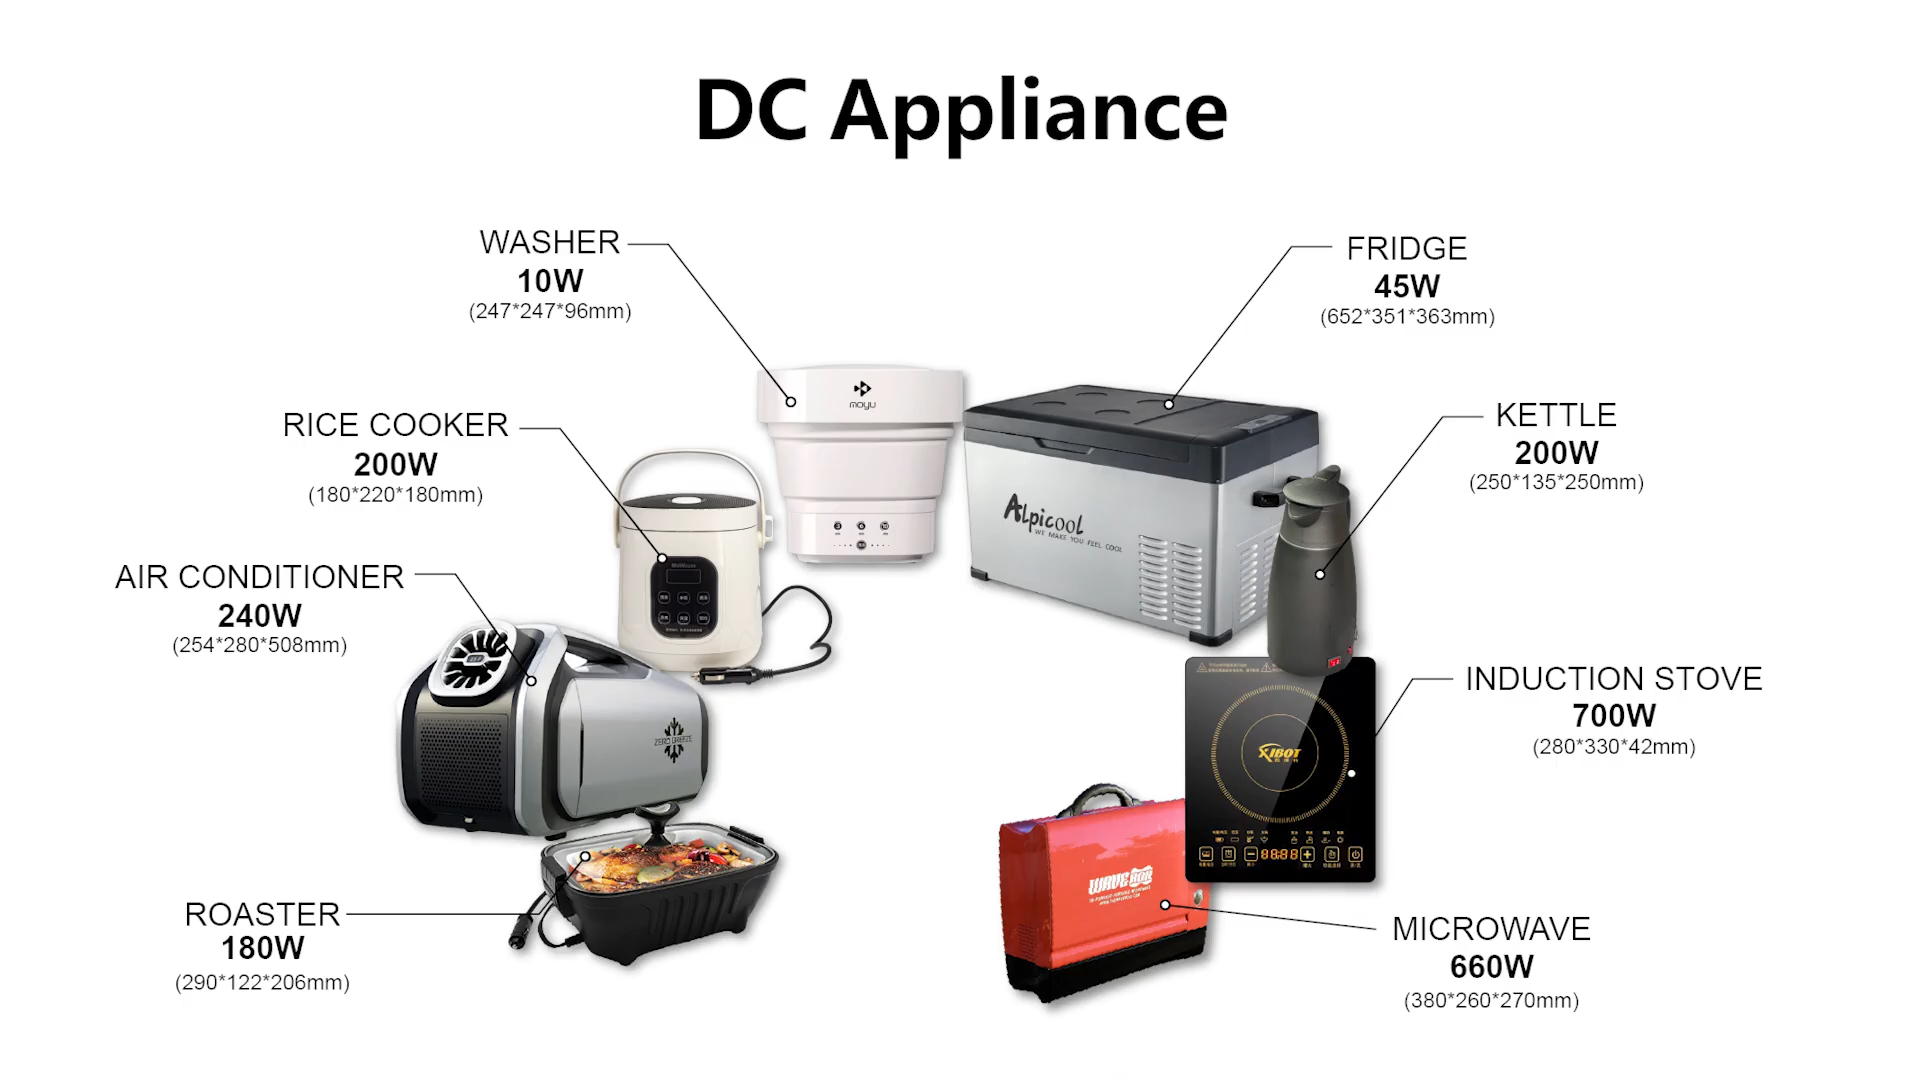 DC Appliance
WASHER
10W
(247*247*96mm)
FRIDGE
45W
(652*351*363mm)
RICE COOKER
200W
(180*220*180mm)
KETTLE
200W
(250*135*250mm)
AIR CONDITIONER
240W
(254*280*508mm)
INDUCTION STOVE
700W
(280*330*42mm)
ROASTER
180W
(290*122*206mm)
MICROWAVE
660W
(380*260*270mm)
moyu
Alpicool
WE MAKE YOU FEEL COOL
ZERO BREEZE
XIBOT
WAVEBOX